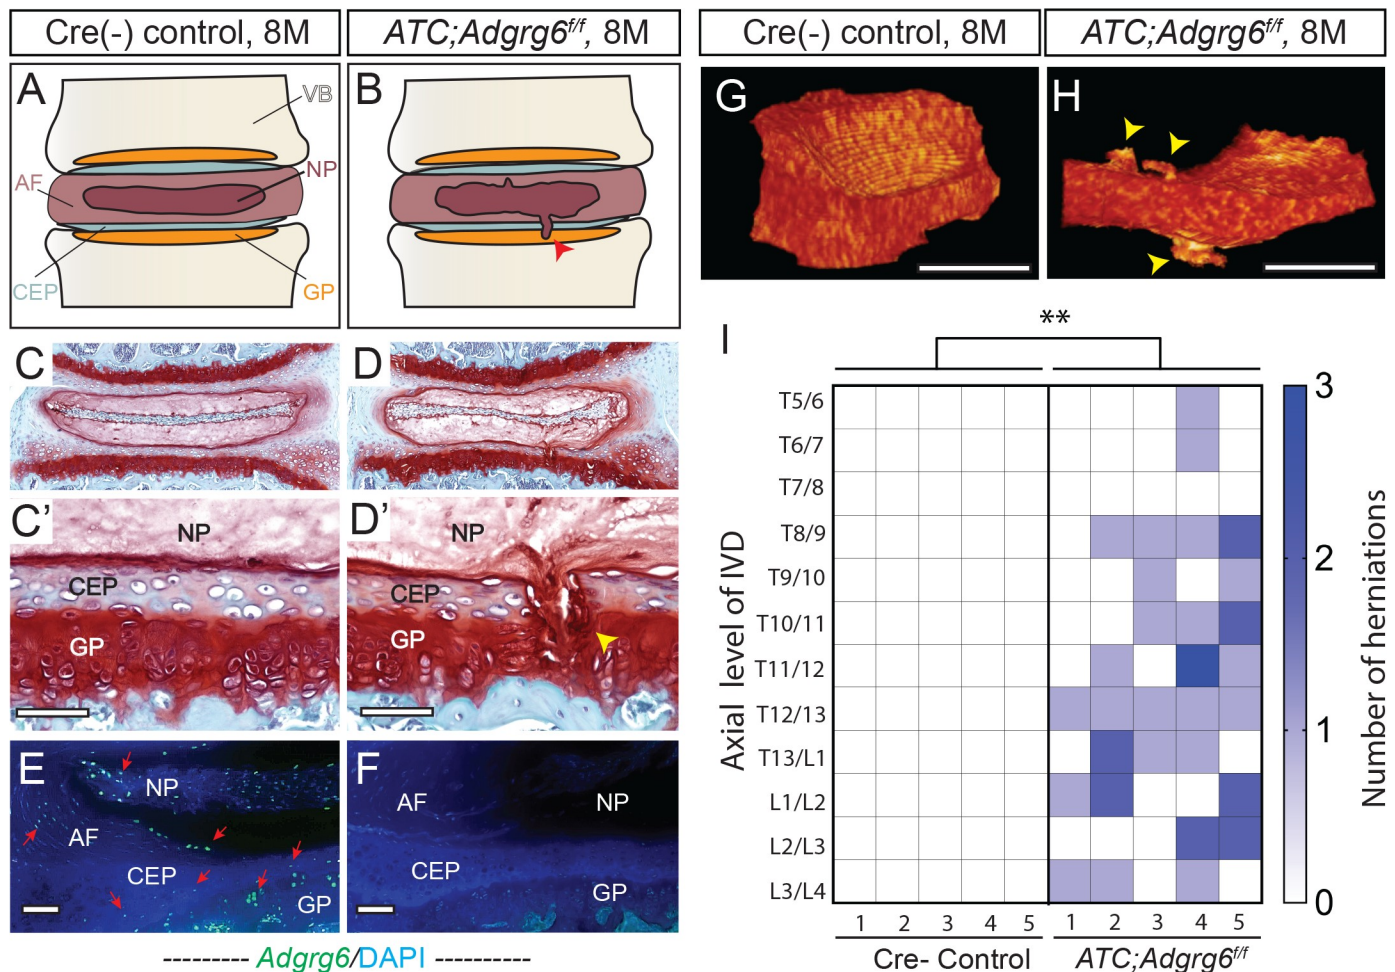 Cre(-) control, 8M
ATC;Adgrg6f/f, 8M
Cre(-) control, 8M
ATC;Adgrg6f/f, 8M
A
VB
AF
NP
CEP
GP
B
G
H
C
D
C'
NP
CEP
GP
D'
NP
CEP
GP
E
NP
AF
CEP
GP
F
AF
NP
CEP
GP
--------- Adgrg6/DAPI ----------
I
**
Axial level of IVD
T5/6
T6/7
T7/8
T8/9
T9/10
T10/11
T11/12
T12/13
T13/L1
L1/L2
L2/L3
L3/L4
1 2 3 4 5 1 2 3 4 5
Cre- Control
ATC;Adgrg6f/f
3
2
1
0
Number of herniations